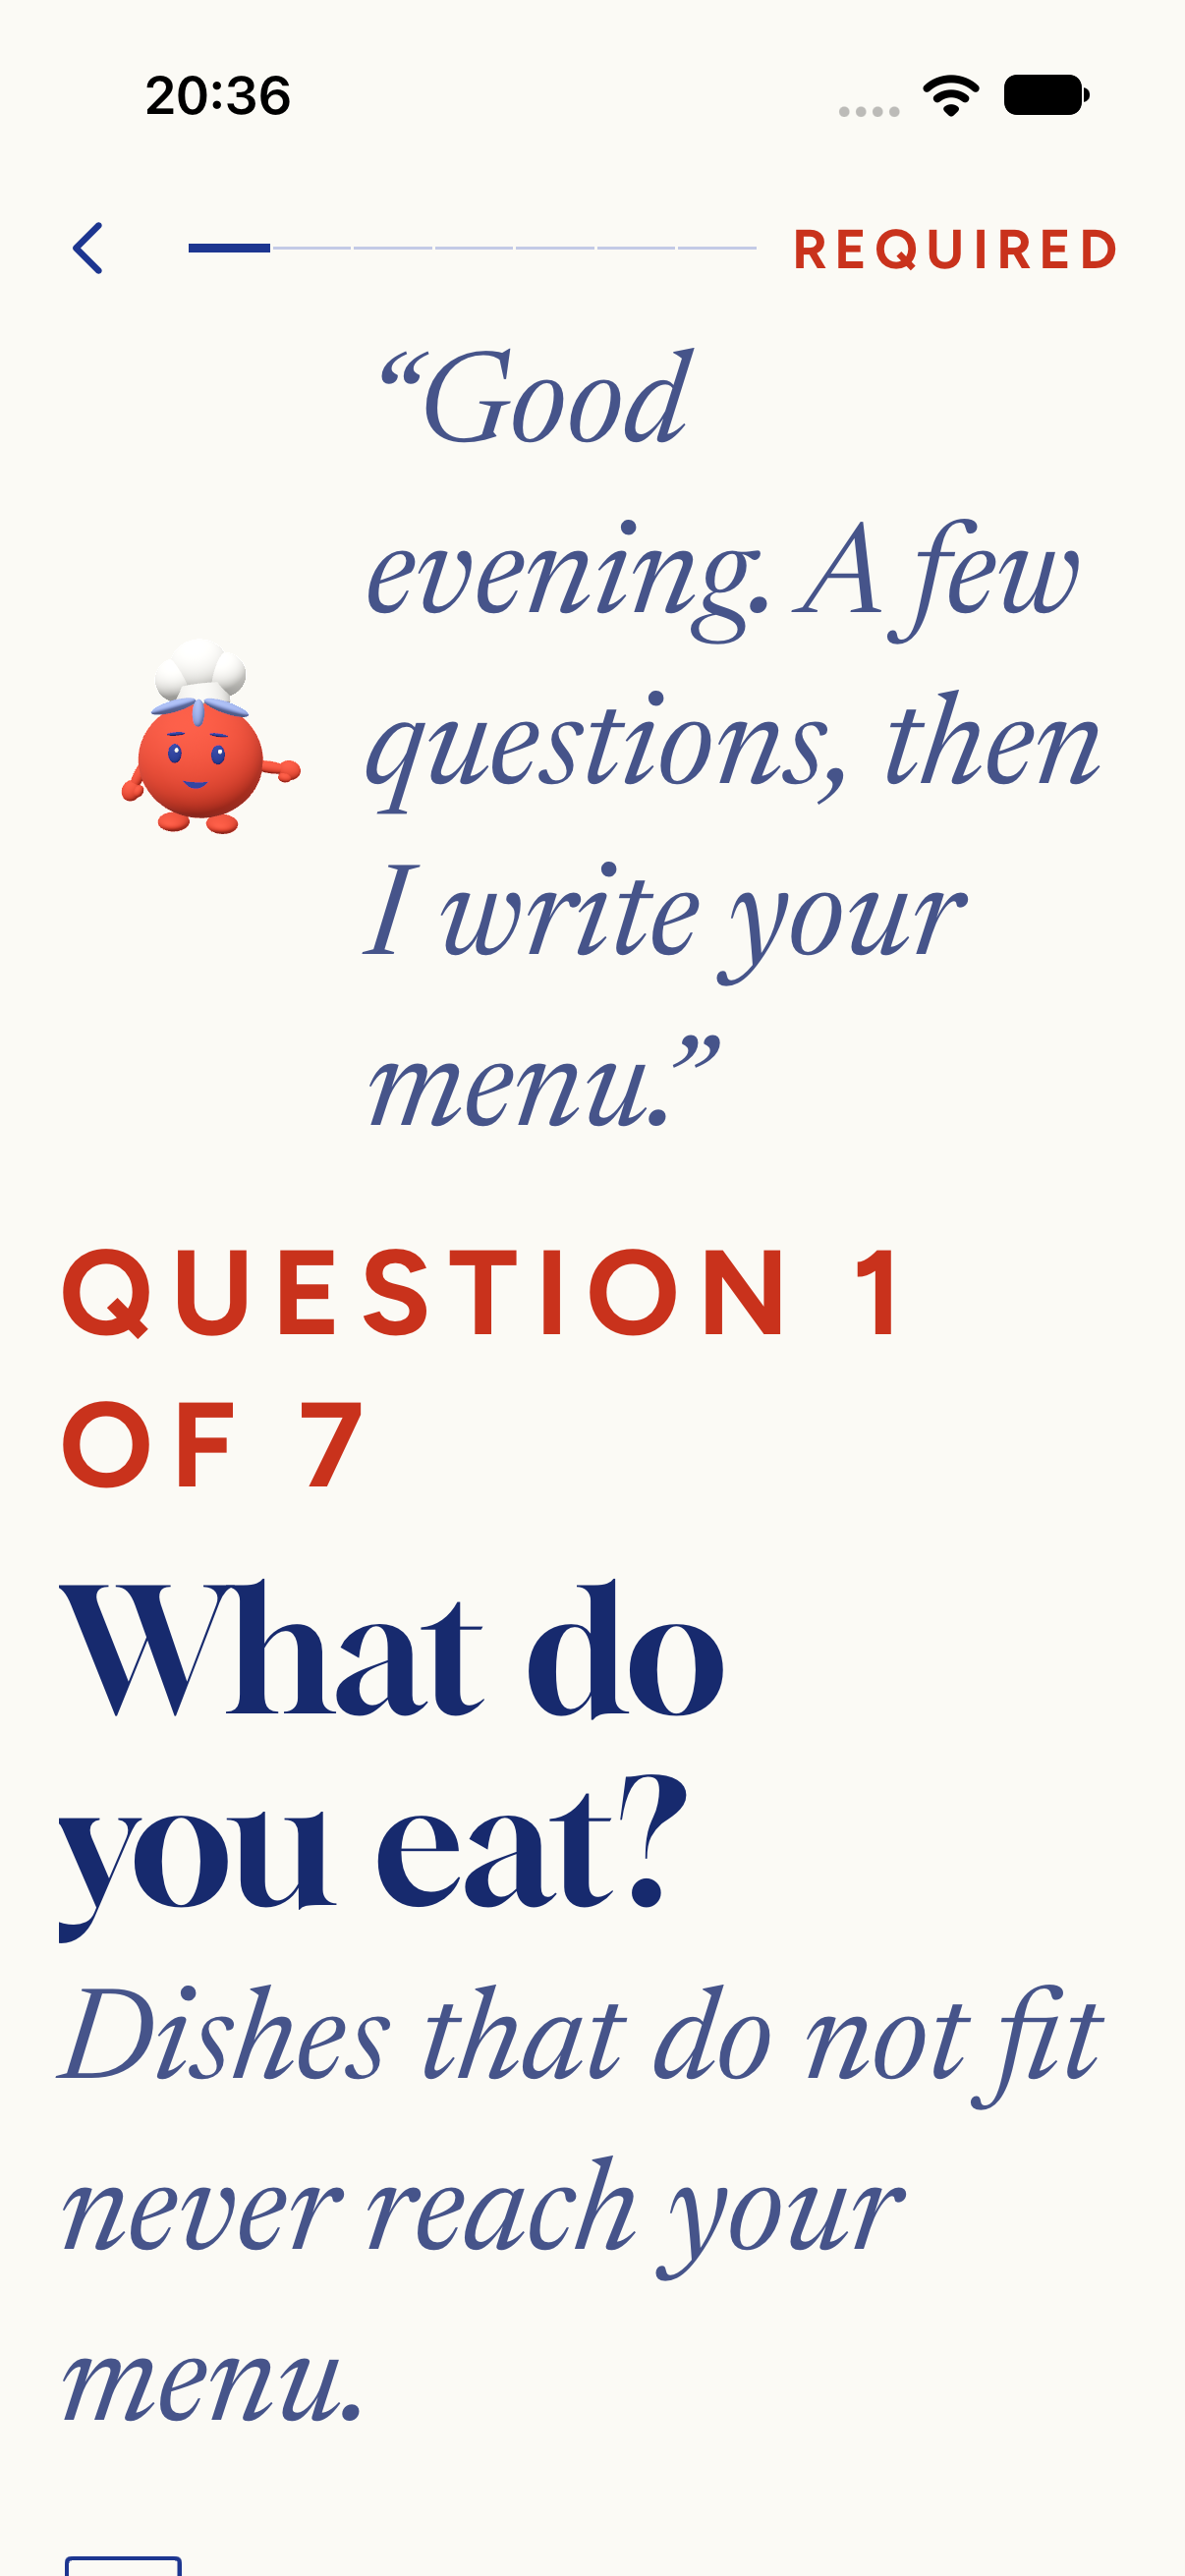 20:36
REQUIRED
“Good
evening. A few
questions, then
I write your
menu.”
QUESTION 1
OF 7
What do
you eat?
Dishes that do not fit
never reach your
menu.